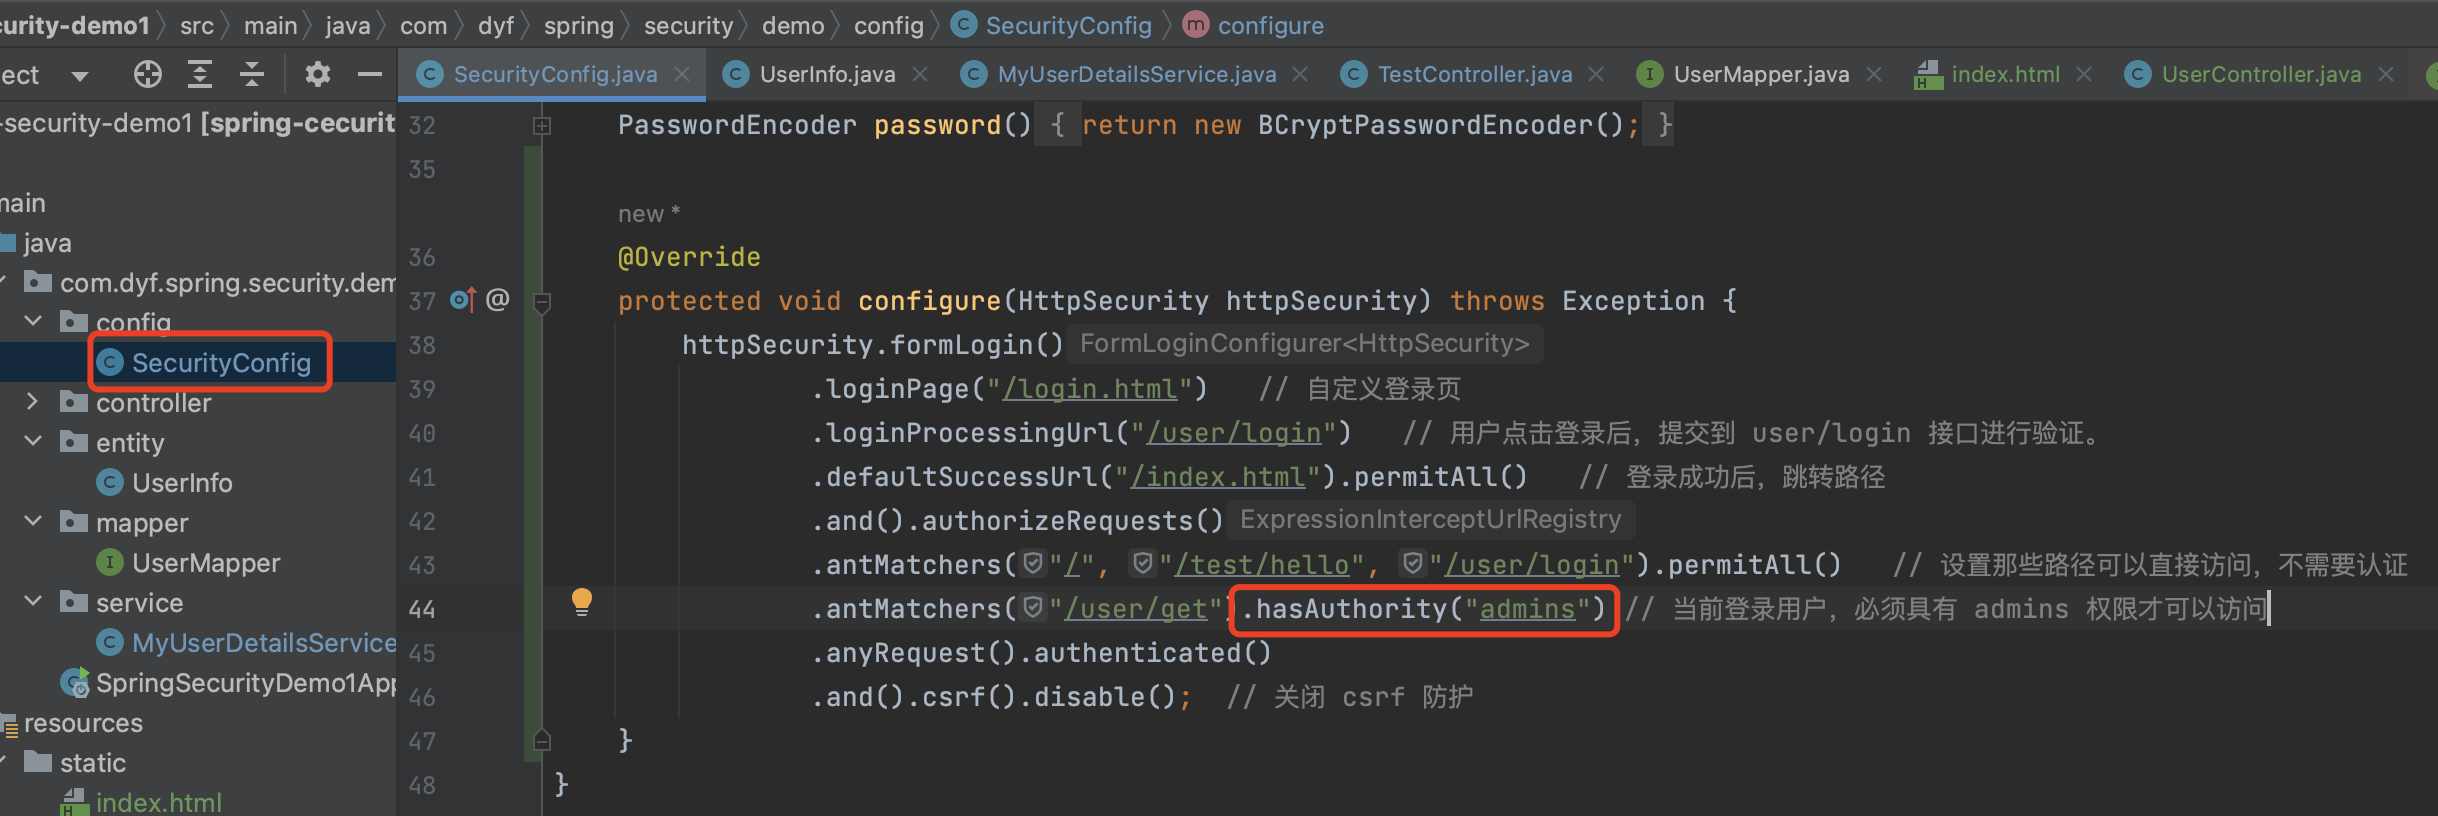 curity-demo1 src main java com dyf spring security demo config SecurityConfig configure
ect
SecurityConfig.java UserInfo.java MyUserDetailsService.java TestController.java UserMapper.java index.html UserController.java
-security-demo1 [spring-cecurit
main
java
com.dyf.spring.security.dem
config
SecurityConfig
controller
entity
UserInfo
mapper
UserMapper
service
MyUserDetailsService
SpringSecurityDemo1App
resources
static
index.html
32 PasswordEncoder password() { return new BCryptPasswordEncoder(); }
35
new *
36 @Override
37 @ protected void configure(HttpSecurity httpSecurity) throws Exception {
38 httpSecurity.formLogin() FormLoginConfigurer<HttpSecurity>
39 .loginPage("/login.html") // 自定义登录页
40 .loginProcessingUrl("/user/login") // 用户点击登录后，提交到 user/login 接口进行验证。
41 .defaultSuccessUrl("/index.html").permitAll() // 登录成功后，跳转路径
42 .and().authorizeRequests() ExpressionInterceptUrlRegistry
43 .antMatchers("/", "/test/hello", "/user/login").permitAll() // 设置那些路径可以直接访问，不需要认证
44 .antMatchers("/user/get").hasAuthority("admins") // 当前登录用户，必须具有 admins 权限才可以访问
45 .anyRequest().authenticated()
46 .and().csrf().disable(); // 关闭 csrf 防护
47 }
48 }